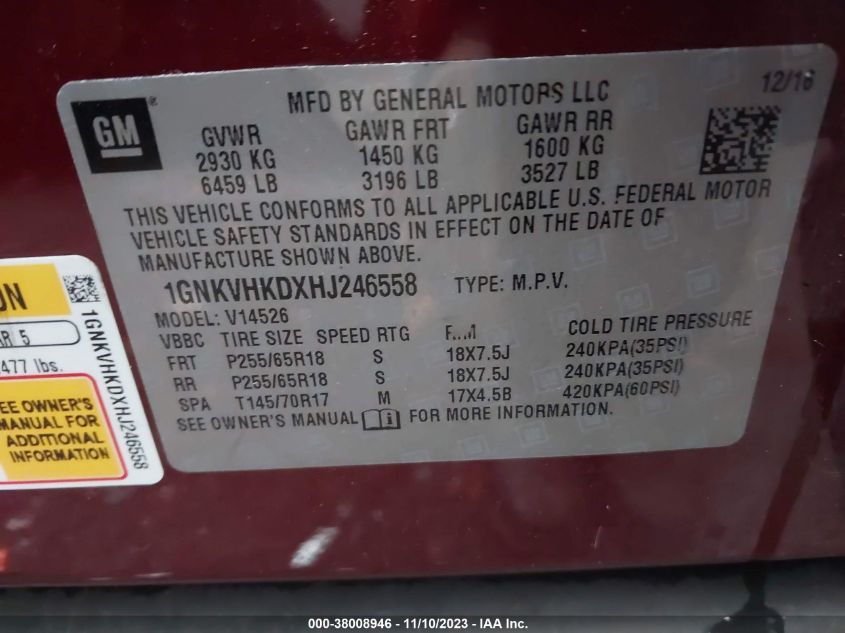 GM
MFD BY GENERAL MOTORS LLC
12/16
GVWR GAWR FRT GAWR RR
2930 KG 1450 KG 1600 KG
6459 LB 3196 LB 3527 LB
THIS VEHICLE CONFORMS TO ALL APPLICABLE U.S. FEDERAL MOTOR
VEHICLE SAFETY STANDARDS IN EFFECT ON THE DATE OF
MANUFACTURE SHOWN ABOVE.
1GNKVHKDXHJ246558 TYPE: M.P.V.
MODEL: V14526
VBBC TIRE SIZE SPEED RTG COLD TIRE PRESSURE
FRT P255/65R18 S 18X7.5J 240KPA(35PSI)
RR P255/65R18 S 18X7.5J 240KPA(35PSI)
SPA T145/70R17 M 17X4.5B 420KPA(60PSI)
SEE OWNER'S MANUAL FOR MORE INFORMATION.
ON
AR 5
477 lbs.
EE OWNER'S
MANUAL FOR
ADDITIONAL
INFORMATION
1GNKVHKDXHJ246558
000-38008946 - 11/10/2023 - IAA Inc.